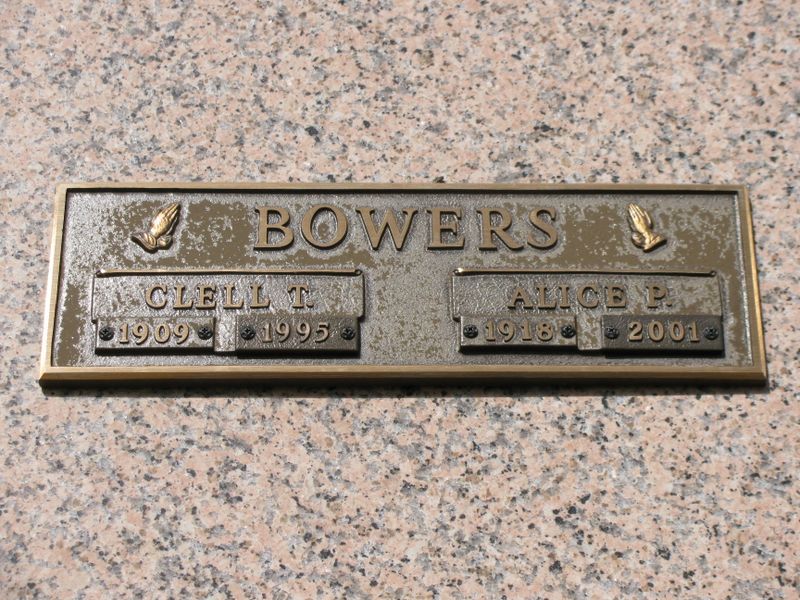 BOWERS
CLELL T. ALICE P.
1909 1995 1918 2001